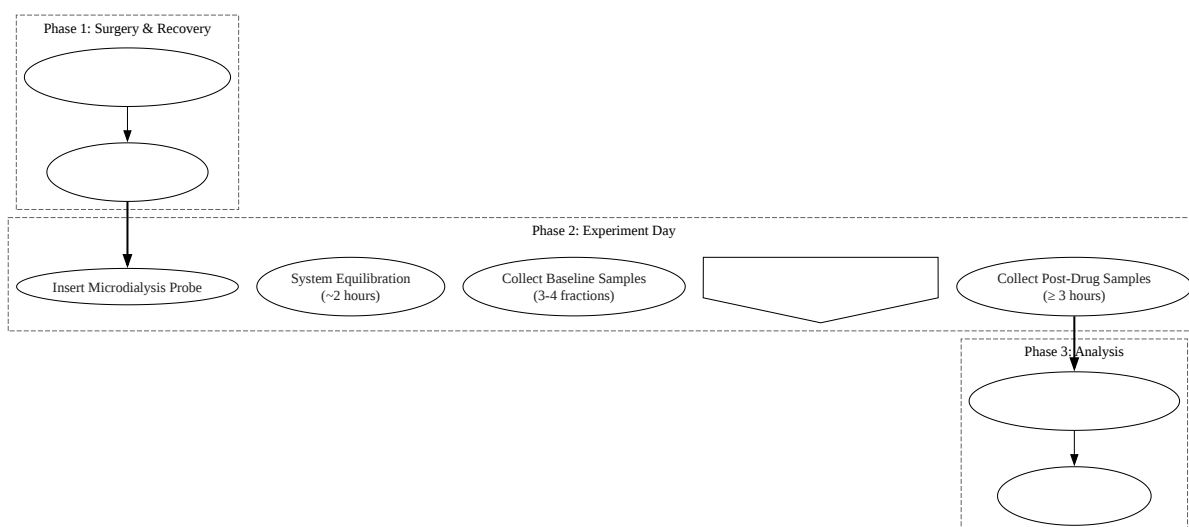 Phase 1: Surgery & Recovery
Phase 2: Experiment Day
Insert Microdialysis Probe
System Equilibration
(~2 hours)
Collect Baseline Samples
(3-4 fractions)
Collect Post-Drug Samples
(≥ 3 hours)
Phase 3: Analysis